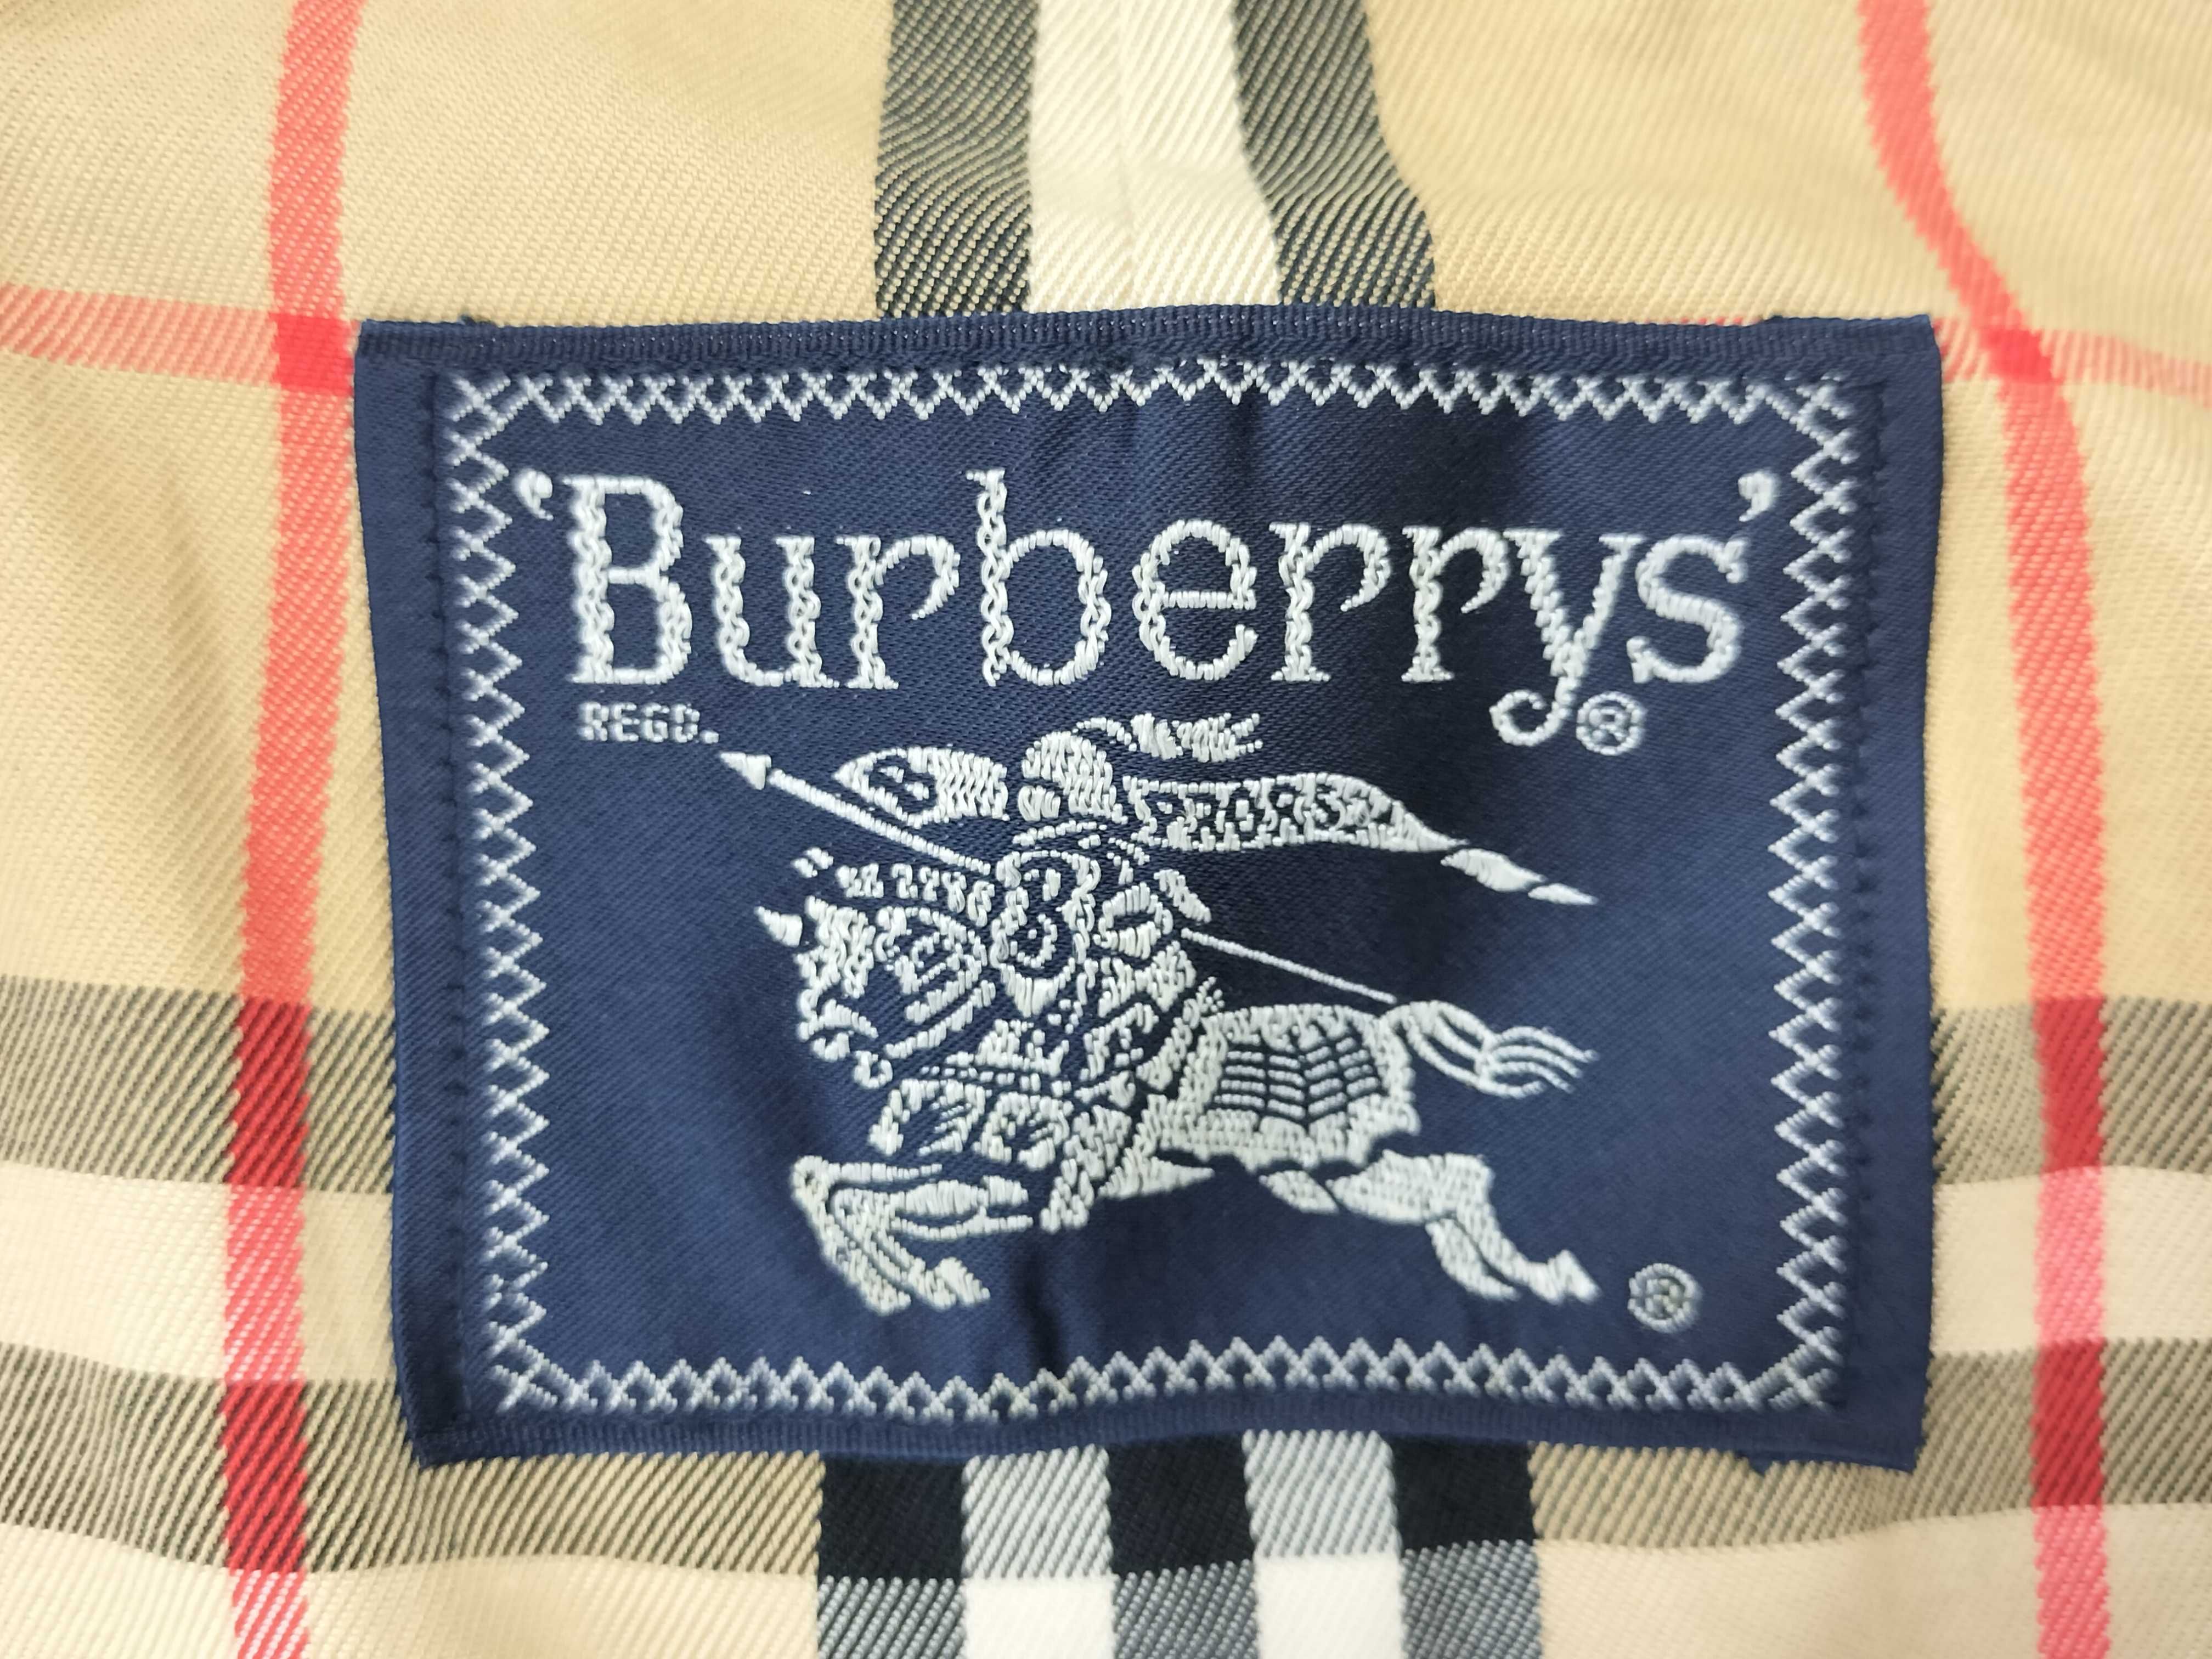 ‘Burberrys’
REGD. ®
®